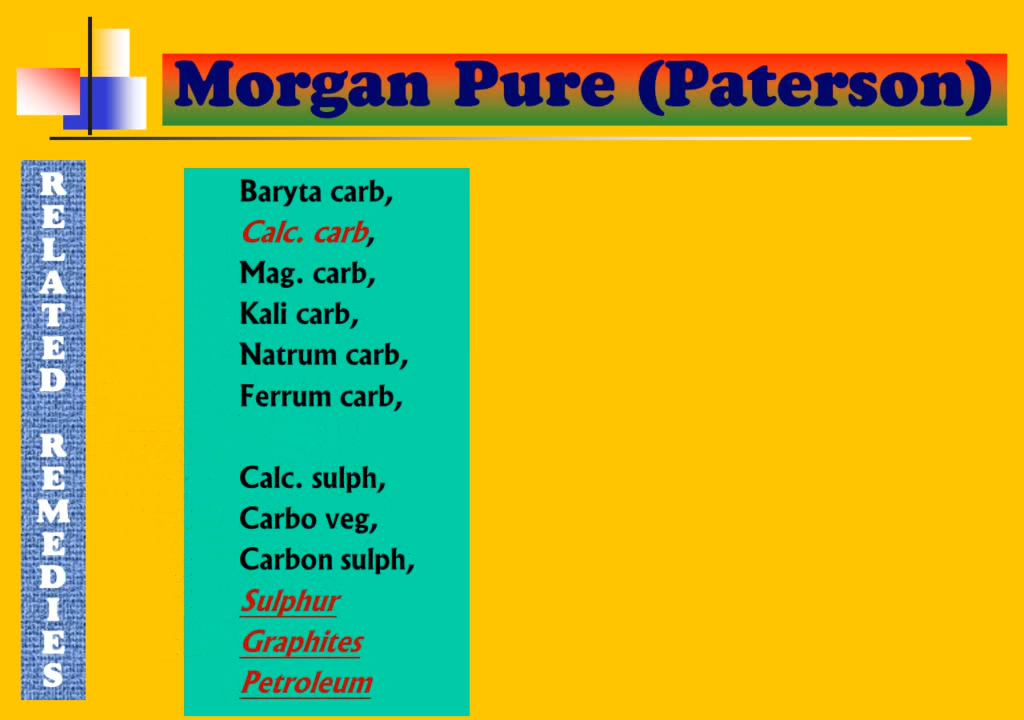 Morgan Pure (Paterson)
RELATED REMEDIES
Baryta carb,
Calc. carb,
Mag. carb,
Kali carb,
Natrum carb,
Ferrum carb,
Calc. sulph,
Carbo veg,
Carbon sulph,
Sulphur
Graphites
Petroleum